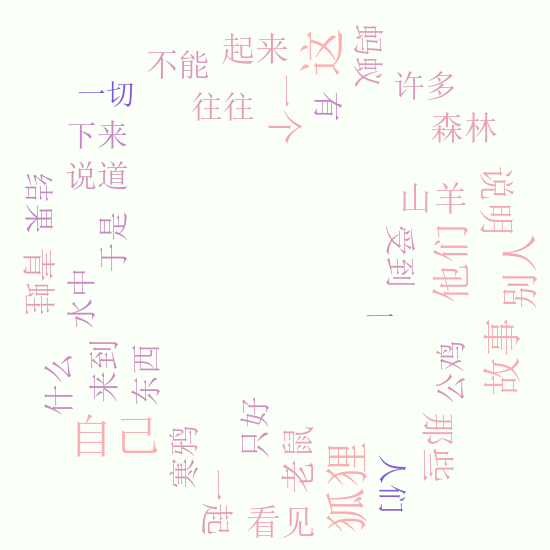 不能
起来
这
蚂蚁
一切
往往
一个
有
许多
下来
森林
说道
结果
于是
山羊
说明
青蛙
水中
受到
他们
别人
一
什么
来到
东西
公鸡
故事
自己
寒鸦
只好
老鼠
狐狸
人们
那些
一起
看见